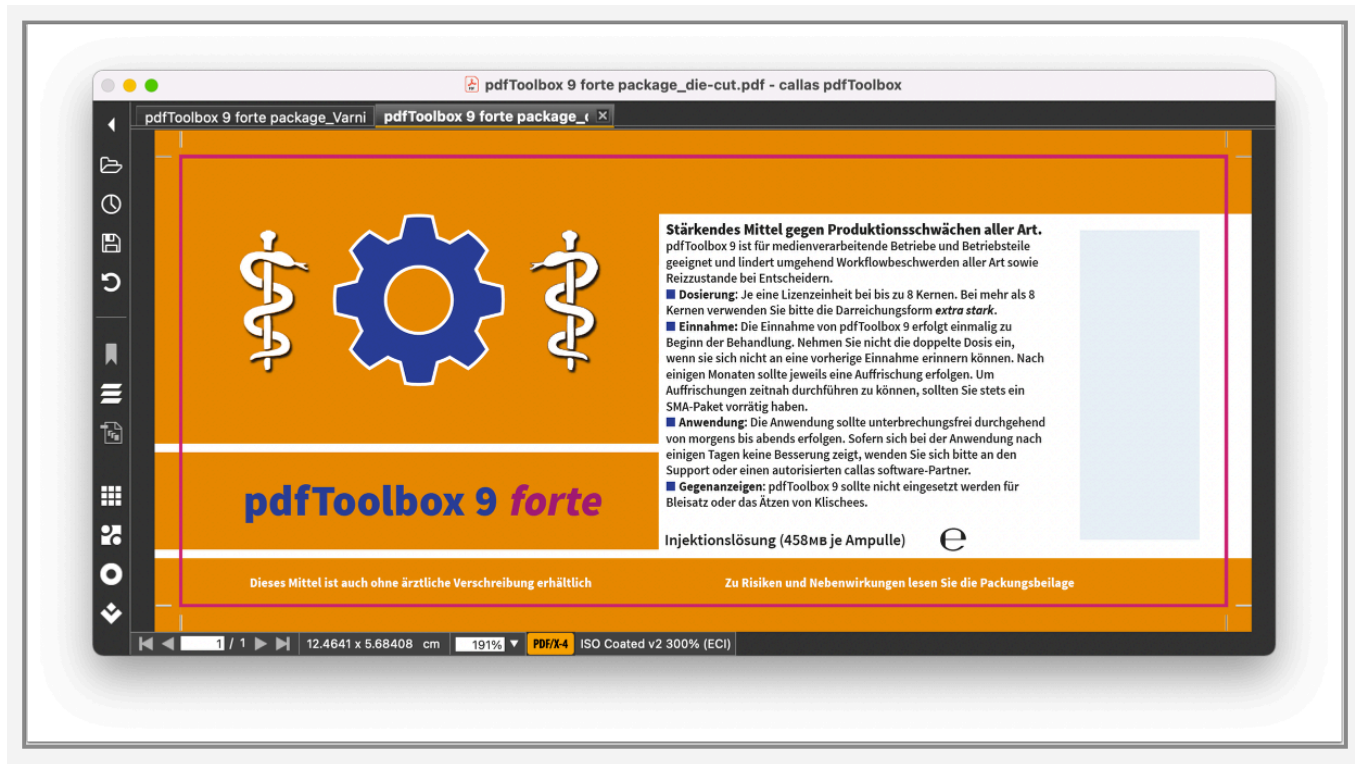 pdfToolbox 9 forte package_die-cut.pdf - callas pdfToolbox
pdfToolbox 9 forte package_Varni
pdfToolbox 9 forte package_
Stärkendes Mittel gegen Produktionsschwächen aller Art.
pdfToolbox 9 ist für medienverarbeitende Betriebe und Betriebsteile
geeignet und lindert umgehend Workflowbeschwerden aller Art sowie
Reizzustande bei Entscheidern.
Dosierung: Je eine Lizenzeinheit bei bis zu 8 Kernen. Bei mehr als 8
Kernen verwenden Sie bitte die Darreichungsform extra stark.
Einnahme: Die Einnahme von pdfToolbox 9 erfolgt einmalig zu
Beginn der Behandlung. Nehmen Sie nicht die doppelte Dosis ein,
wenn sie sich nicht an eine vorherige Einnahme erinnern können. Nach
einigen Monaten sollte jeweils eine Auffrischung erfolgen. Um
Auffrischungen zeitnah durchführen zu können, sollten Sie stets ein
SMA-Paket vorrätig haben.
Anwendung: Die Anwendung sollte unterbrechungsfrei durchgehend
von morgens bis abends erfolgen. Sofern sich bei der Anwendung nach
einigen Tagen keine Besserung zeigt, wenden Sie sich bitte an den
Support oder einen autorisierten callas software-Partner.
Gegenanzeigen: pdfToolbox 9 sollte nicht eingesetzt werden für
Bleisatz oder das Ätzen von Klischees.
pdfToolbox 9 forte
Injektionslösung (458MB je Ampulle) ℮
Dieses Mittel ist auch ohne ärztliche Verschreibung erhältlich
Zu Risiken und Nebenwirkungen lesen Sie die Packungsbeilage
1 / 1 12.4641 x 5.68408 cm 191% PDF/X-4 ISO Coated v2 300% (ECI)